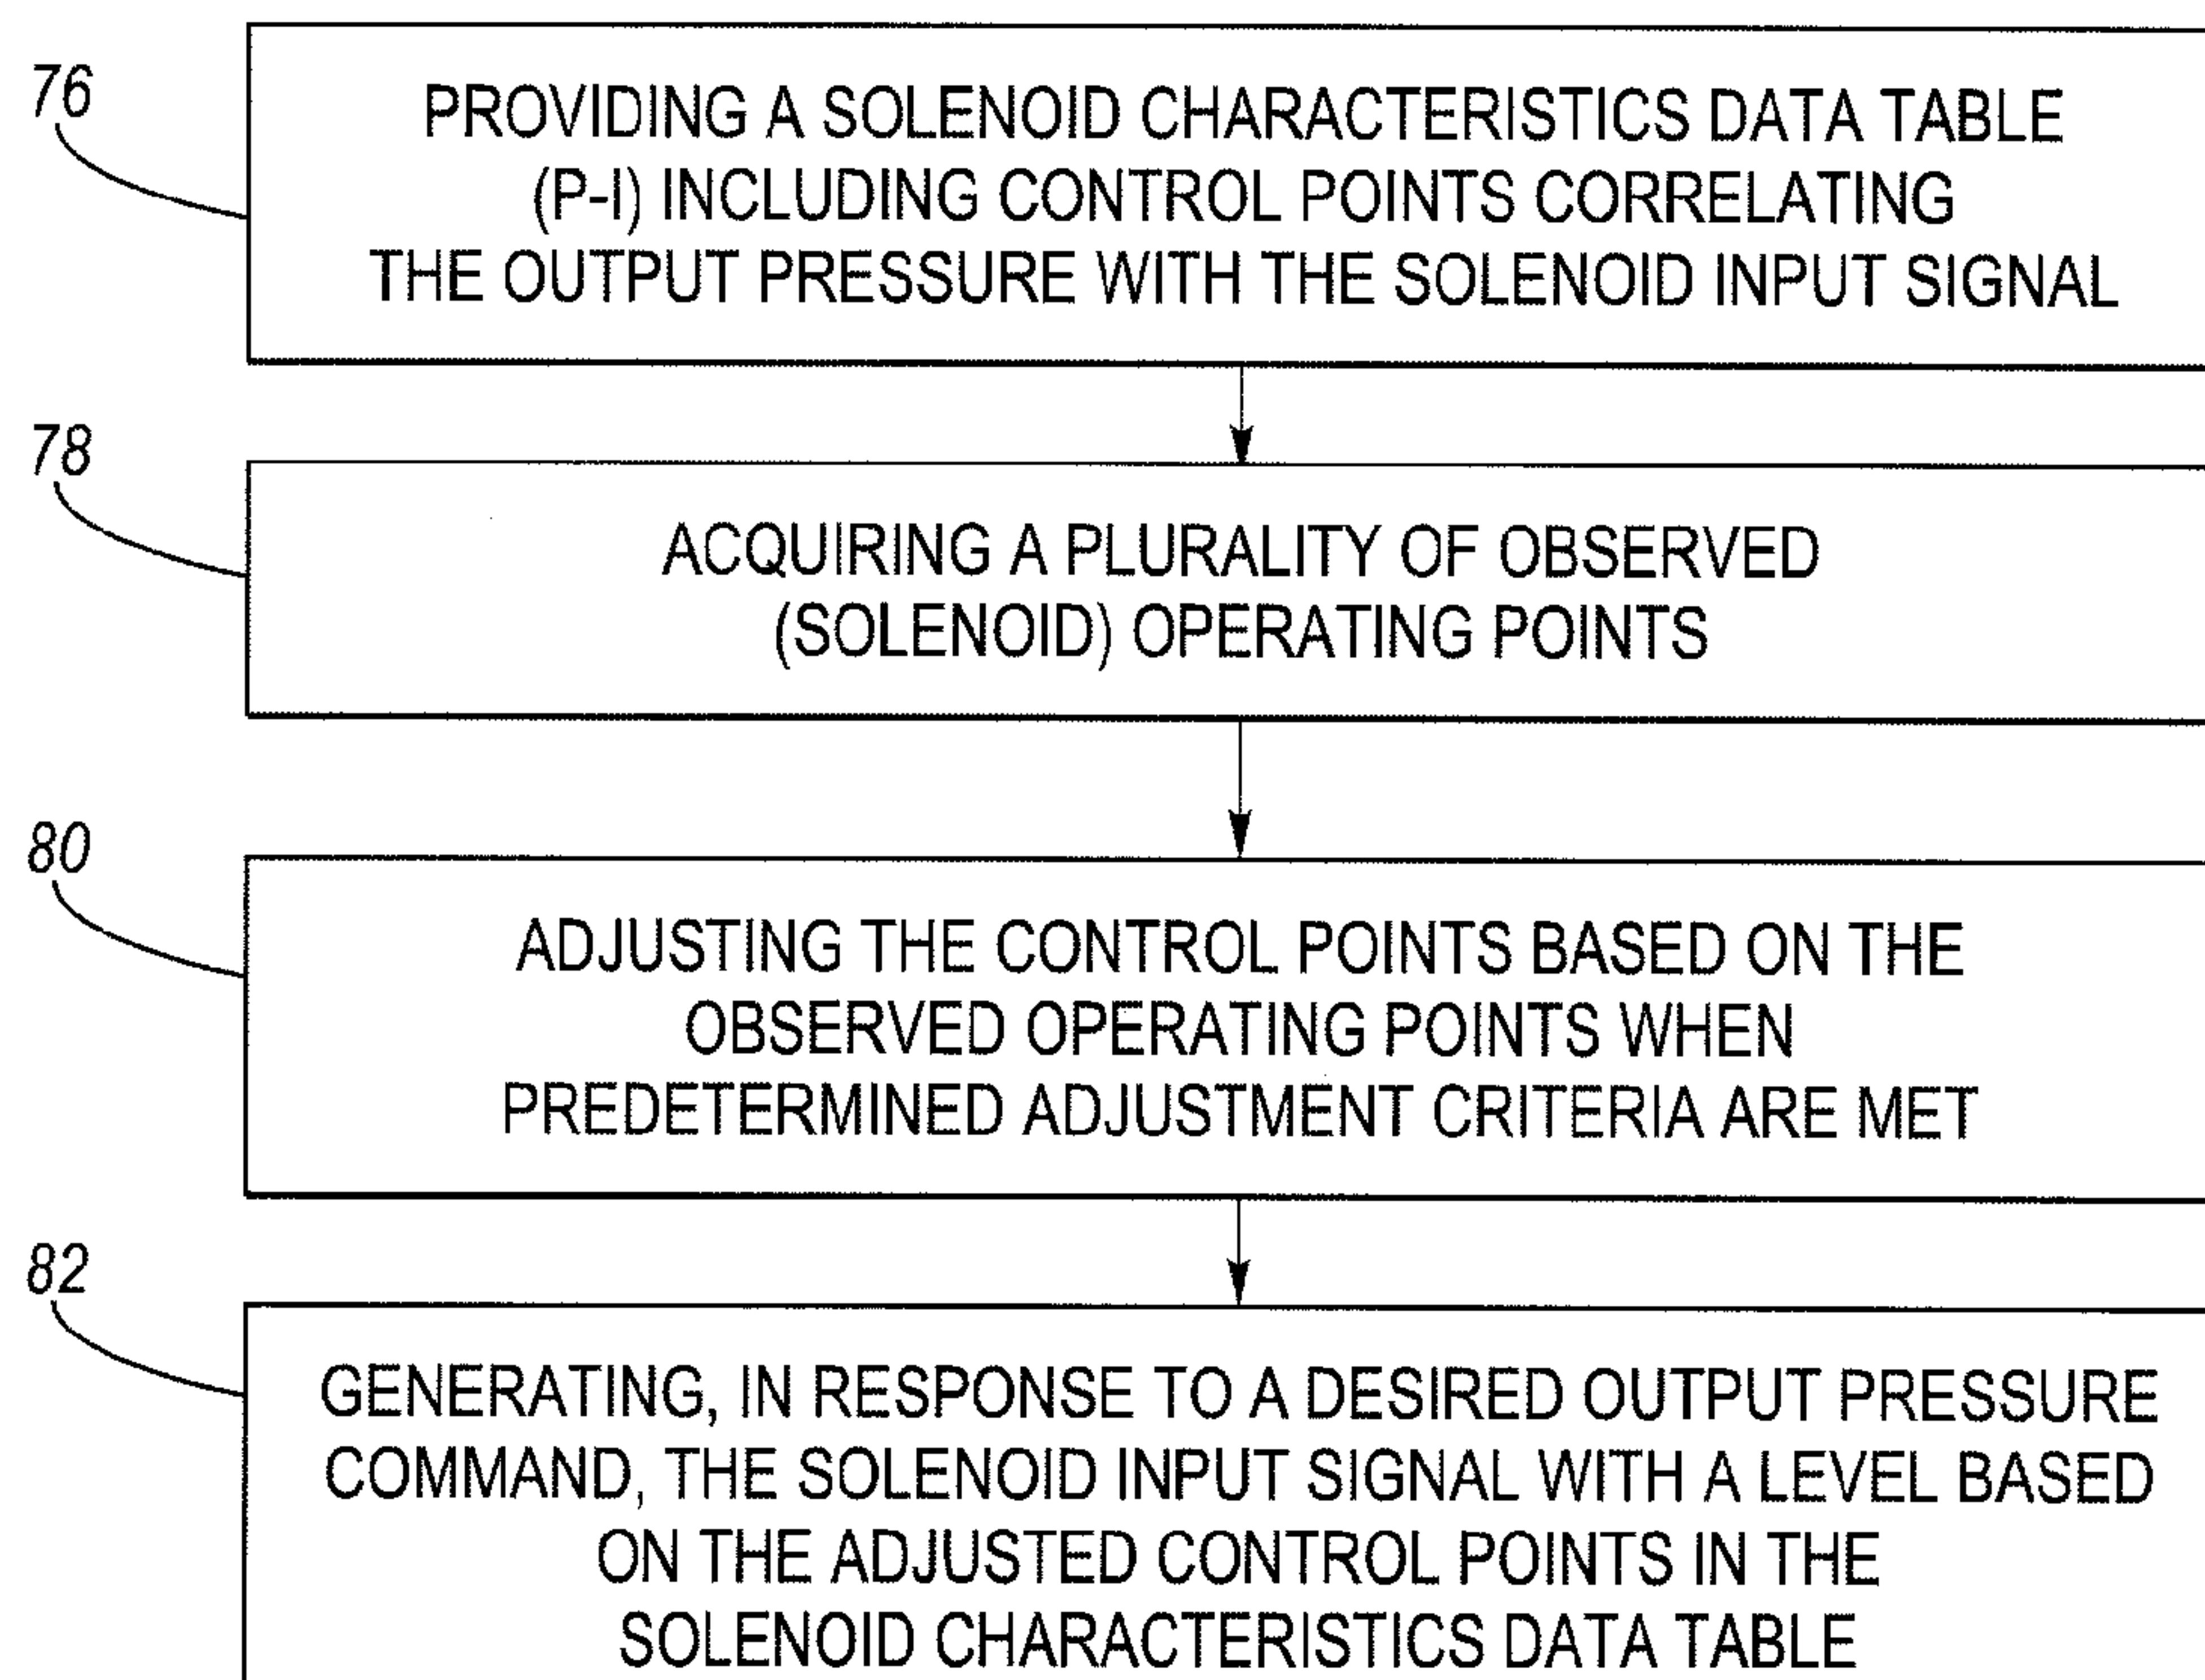 76
PROVIDING A SOLENOID CHARACTERISTICS DATA TABLE
(P-I) INCLUDING CONTROL POINTS CORRELATING
THE OUTPUT PRESSURE WITH THE SOLENOID INPUT SIGNAL
78
ACQUIRING A PLURALITY OF OBSERVED
(SOLENOID) OPERATING POINTS
80
ADJUSTING THE CONTROL POINTS BASED ON THE
OBSERVED OPERATING POINTS WHEN
PREDETERMINED ADJUSTMENT CRITERIA ARE MET
82
GENERATING, IN RESPONSE TO A DESIRED OUTPUT PRESSURE
COMMAND, THE SOLENOID INPUT SIGNAL WITH A LEVEL BASED
ON THE ADJUSTED CONTROL POINTS IN THE
SOLENOID CHARACTERISTICS DATA TABLE